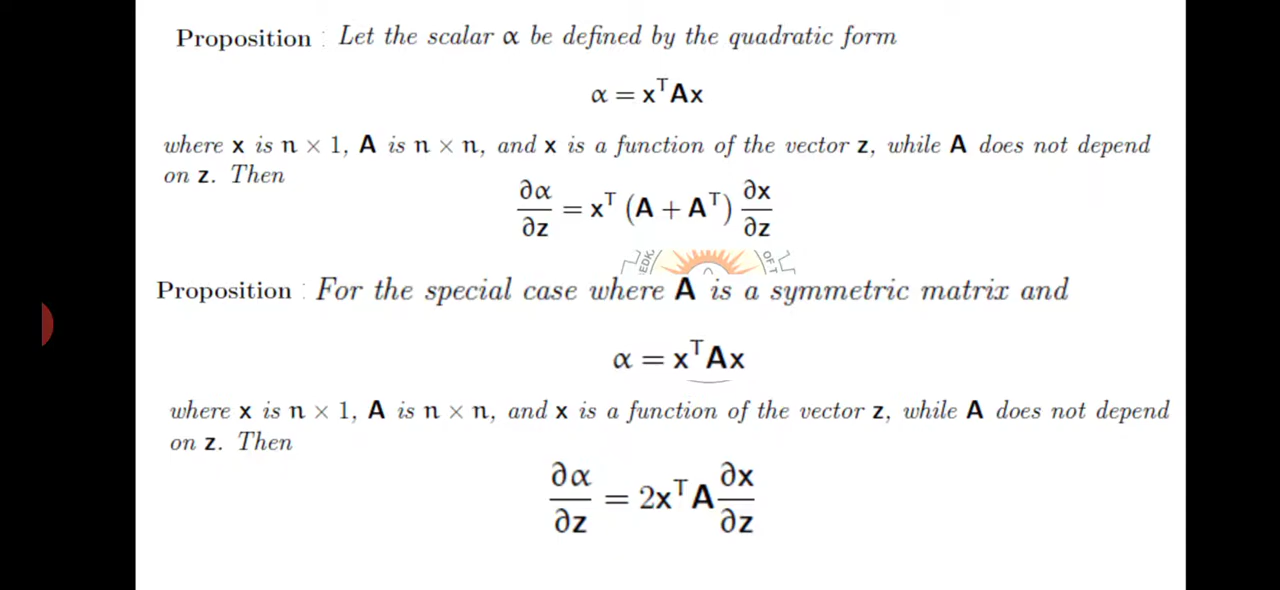 Proposition : Let the scalar α be defined by the quadratic form
α = xᵀAx
where x is n × 1, A is n × n, and x is a function of the vector z, while A does not depend
on z. Then
∂α/∂z = xᵀ (A + Aᵀ) ∂x/∂z
Proposition : For the special case where A is a symmetric matrix and
α = xᵀAx
where x is n × 1, A is n × n, and x is a function of the vector z, while A does not depend
on z. Then
∂α/∂z = 2xᵀA ∂x/∂z